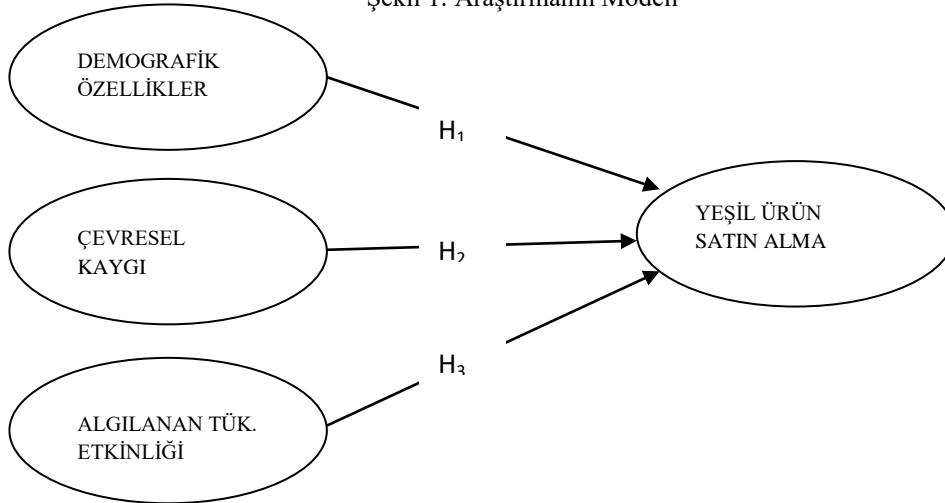 Şekil 1: Araştırmanın Modeli
DEMOGRAFİK
ÖZELLİKLER
H₁
ÇEVRESEL
KAYGI
H₂
YEŞİL ÜRÜN
SATIN ALMA
H₃
ALGILANAN TÜK.
ETKİNLİĞİ